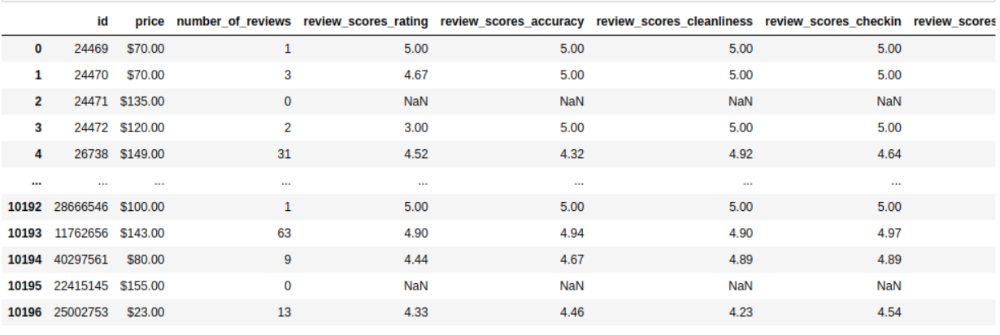 id price number_of_reviews review_scores_rating review_scores_accuracy review_scores_cleanliness review_scores_checkin review_scores
0 24469 $70.00 1 5.00 5.00 5.00 5.00
1 24470 $70.00 3 4.67 5.00 5.00 5.00
2 24471 $135.00 0 NaN NaN NaN NaN
3 24472 $120.00 2 3.00 5.00 5.00 5.00
4 26738 $149.00 31 4.52 4.32 4.92 4.64
... ... ... ... ... ... ... ...
10192 28666546 $100.00 1 5.00 5.00 5.00 5.00
10193 11762656 $143.00 63 4.90 4.94 4.90 4.97
10194 40297561 $80.00 9 4.44 4.67 4.89 4.89
10195 22415145 $155.00 0 NaN NaN NaN NaN
10196 25002753 $23.00 13 4.33 4.46 4.23 4.54